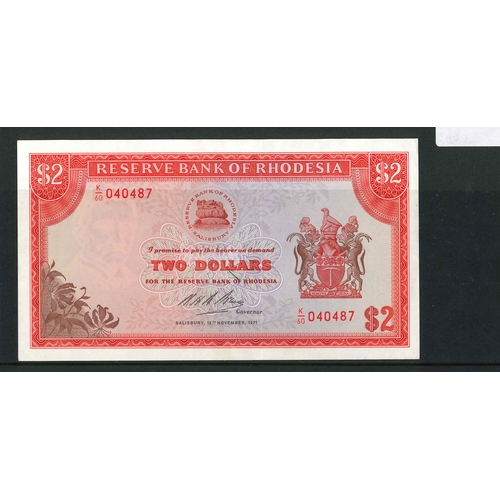 $2 RESERVE BANK OF RHODESIA $2
K/60 040487
RESERVE BANK OF RHODESIA
SALISBURY
I promise to pay the bearer on demand
TWO DOLLARS
FOR THE RESERVE BANK OF RHODESIA
Governor
K/60 040487
SALISBURY, 18TH NOVEMBER, 1977
$2